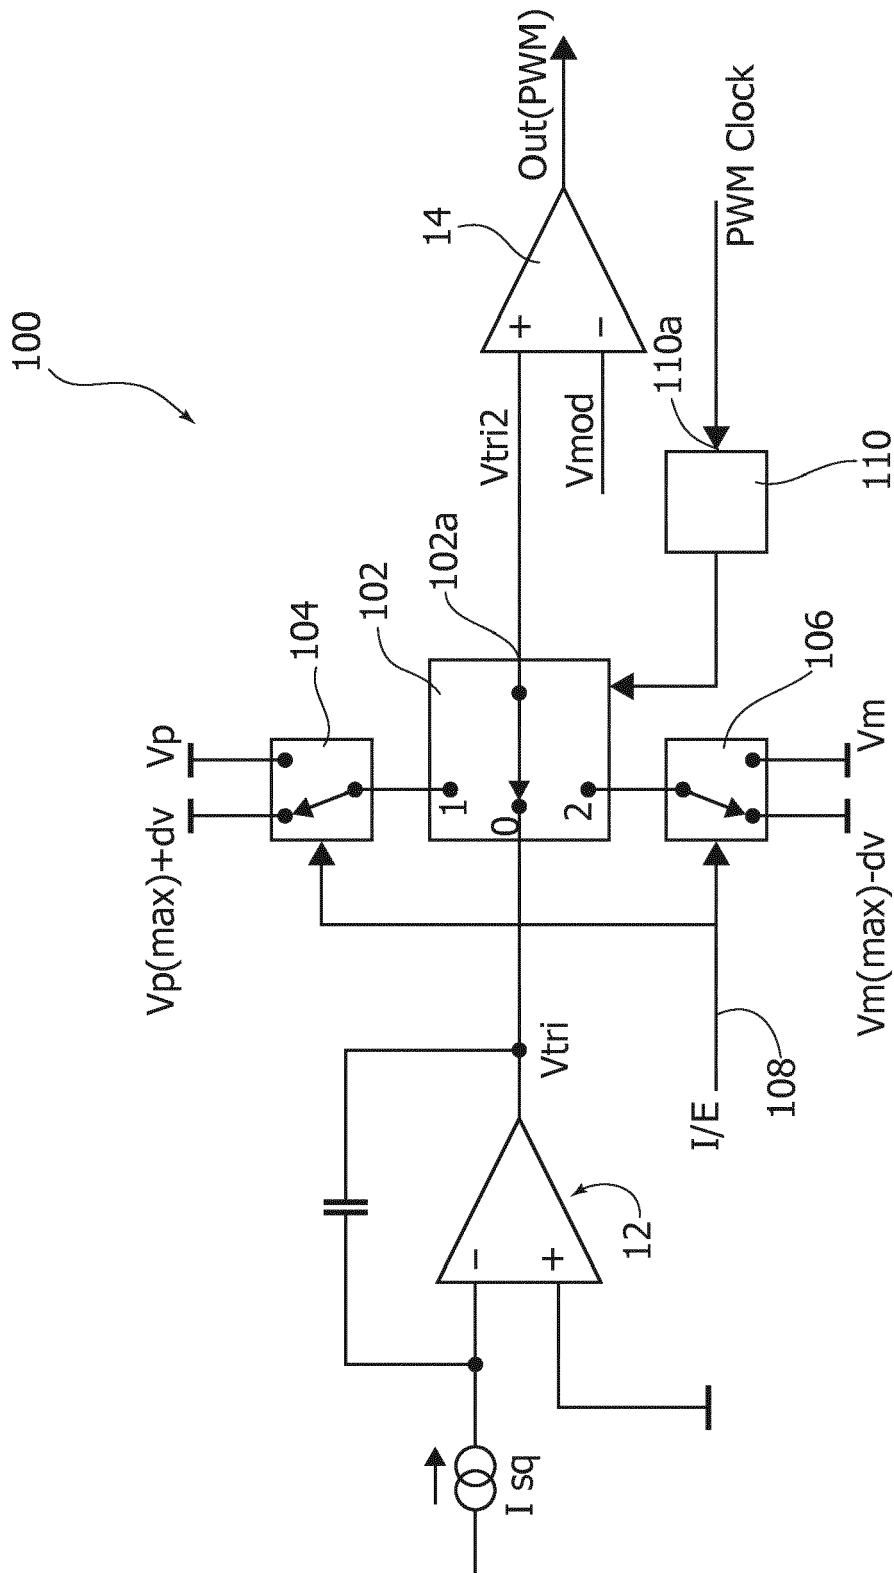 100
Vp(max)+dv
Vp
104
102
102a
1
0
2
Vtri
Vtri2
+
−
14
Out(PWM)
Vmod
110a
110
PWM Clock
106
Vm(max)-dv
Vm
I/E
108
−
+
12
I sq